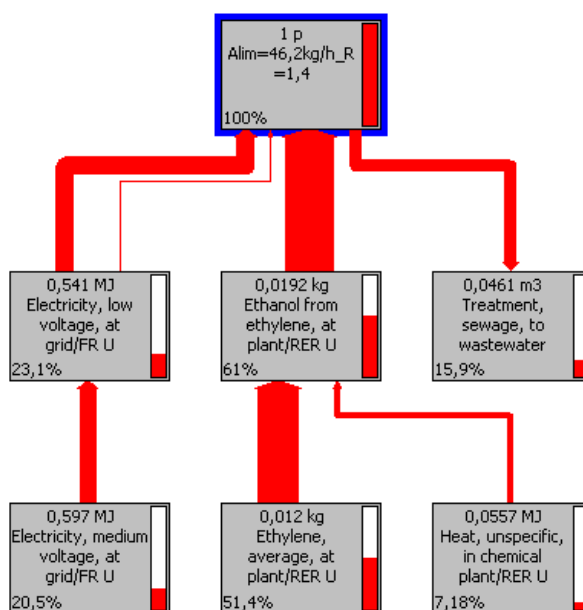 1 p
Alim=46,2kg/h_R
=1,4
100%
0,541 MJ
Electricity, low
voltage, at
grid/FR U
23,1%
0,0192 kg
Ethanol from
ethylene, at
plant/RER U
61%
0,0461 m3
Treatment,
sewage, to
wastewater
15,9%
0,597 MJ
Electricity, medium
voltage, at
grid/FR U
20,5%
0,012 kg
Ethylene,
average, at
plant/RER U
51,4%
0,0557 MJ
Heat, unspecific,
in chemical
plant/RER U
7,18%